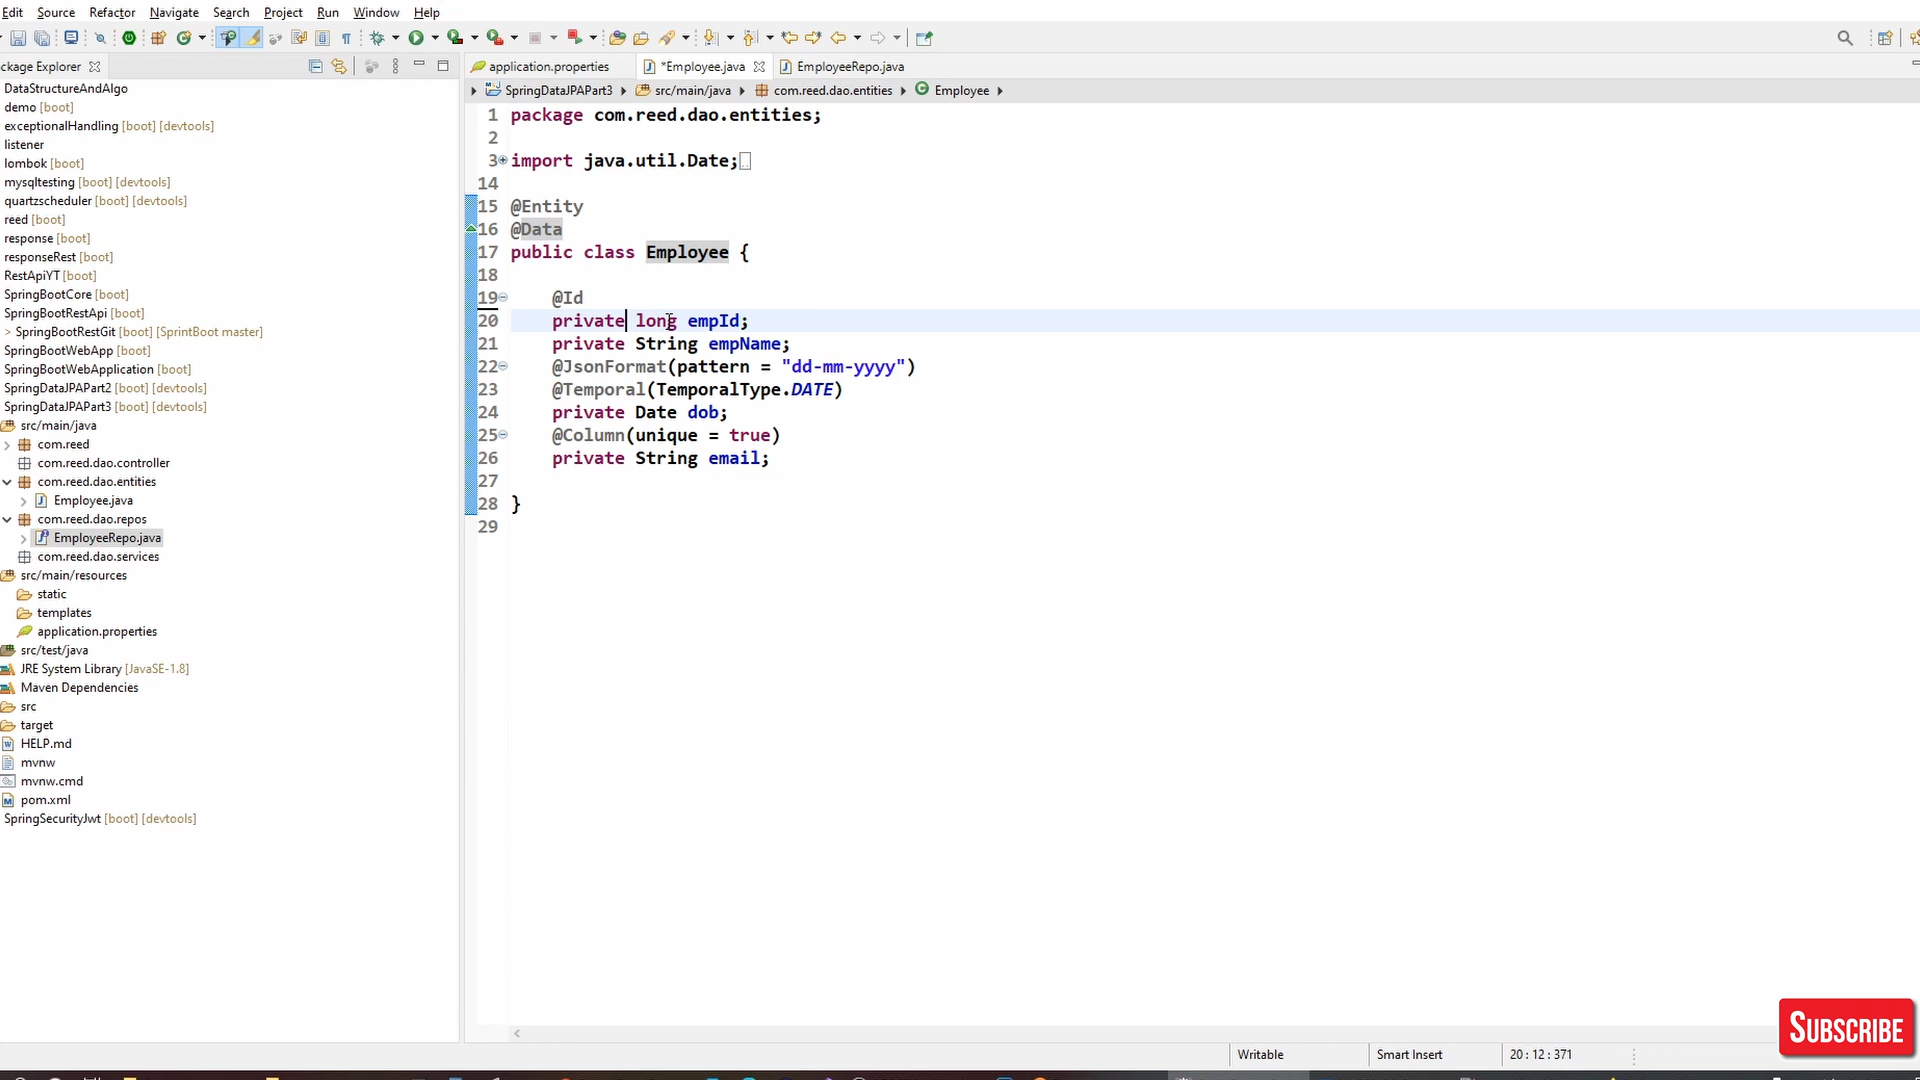 Edit Source Refactor Navigate Search Project Run Window Help
ckage Explorer
application.properties *Employee.java EmployeeRepo.java
SpringDataJPAPart3 src/main/java com.reed.dao.entities Employee
DataStructureAndAlgo
demo [boot]
exceptionalHandling [boot] [devtools]
listener
lombok [boot]
mysqltesting [boot] [devtools]
quartzscheduler [boot] [devtools]
reed [boot]
response [boot]
responseRest [boot]
RestApiYT [boot]
SpringBootCore [boot]
SpringBootRestApi [boot]
> SpringBootRestGit [boot] [SprintBoot master]
SpringBootWebApp [boot]
SpringBootWebApplication [boot]
SpringDataJPAPart2 [boot] [devtools]
SpringDataJPAPart3 [boot] [devtools]
src/main/java
com.reed
com.reed.dao.controller
com.reed.dao.entities
Employee.java
com.reed.dao.repos
EmployeeRepo.java
com.reed.dao.services
src/main/resources
static
templates
application.properties
src/test/java
JRE System Library [JavaSE-1.8]
Maven Dependencies
src
target
HELP.md
mvnw
mvnw.cmd
pom.xml
SpringSecurityJwt [boot] [devtools]
1 package com.reed.dao.entities;
2
3 import java.util.Date;
14
15 @Entity
16 @Data
17 public class Employee {
18
19 @Id
20 private long empId;
21 private String empName;
22 @JsonFormat(pattern = "dd-mm-yyyy")
23 @Temporal(TemporalType.DATE)
24 private Date dob;
25 @Column(unique = true)
26 private String email;
27
28 }
29
SUBSCRIBE
Writable Smart Insert 20 : 12 : 371